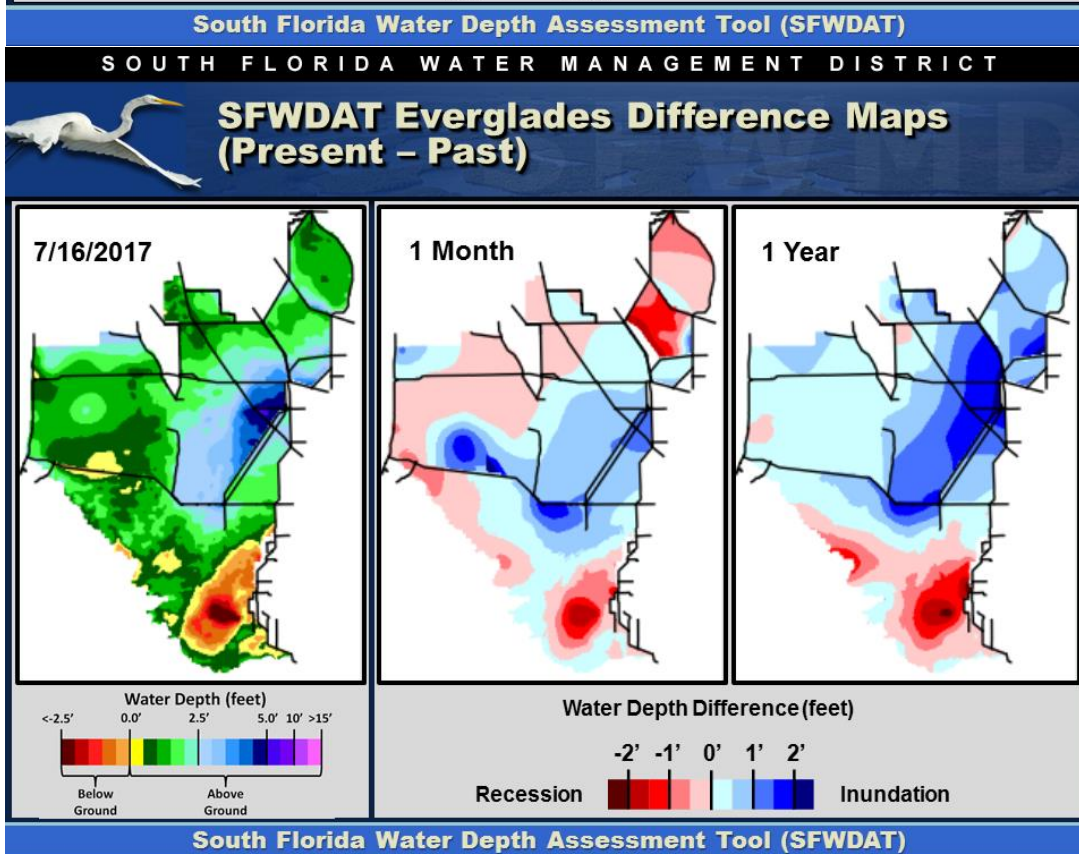 South Florida Water Depth Assessment Tool (SFWDAT)
SOUTH FLORIDA WATER MANAGEMENT DISTRICT
SFWDAT Everglades Difference Maps
(Present – Past)
7/16/2017
1 Month
1 Year
Water Depth (feet)
<-2.5' 0.0' 2.5' 5.0' 10' >15'
Below
Ground
Above
Ground
Water Depth Difference (feet)
-2' -1' 0' 1' 2'
Recession
Inundation
South Florida Water Depth Assessment Tool (SFWDAT)